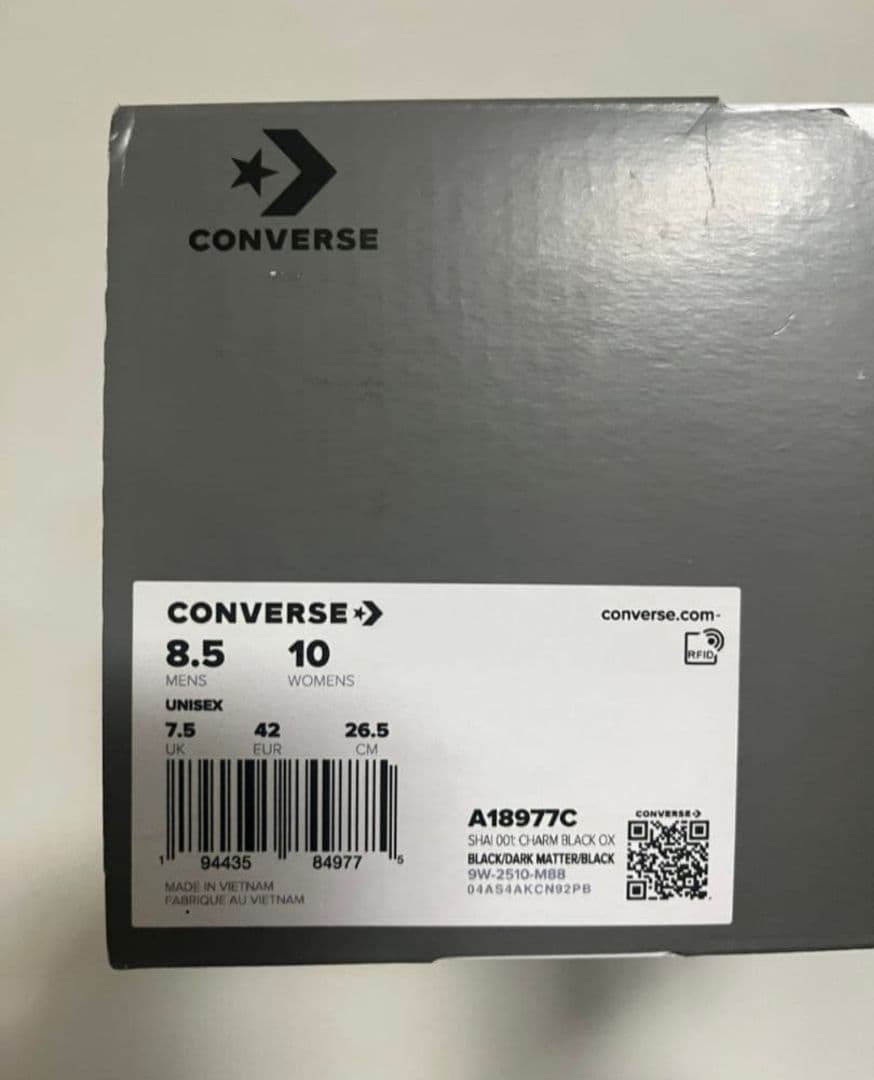 CONVERSE
CONVERSE
converse.com
RFID
8.5 10
MENS WOMENS
UNISEX
7.5 42 26.5
UK EUR CM
1 94435 84977 5
MADE IN VIETNAM
FABRIQUE AU VIETNAM
A18977C
SHAI 001: CHARM BLACK OX
BLACK/DARK MATTER/BLACK
9W-2510-M88
04AS4AKCN92PB
CONVERSE